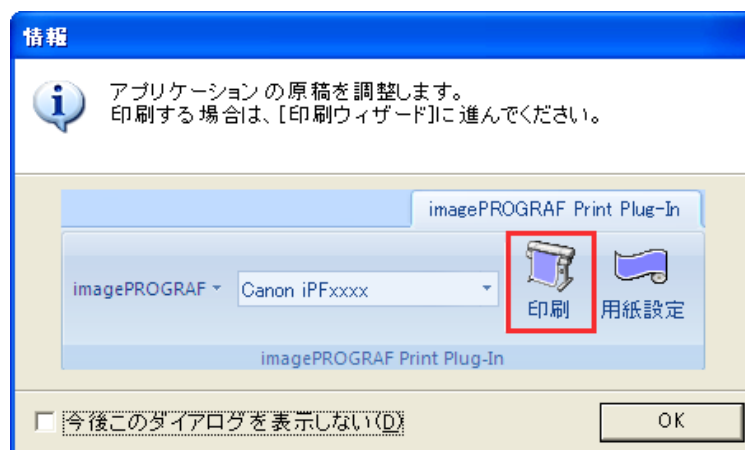 情報
アプリケーションの原稿を調整します。
印刷する場合は、[印刷ウィザード]に進んでください。
imagePROGRAF Print Plug-In
imagePROGRAF
Canon iPFxxxx
印刷
用紙設定
imagePROGRAF Print Plug-In
今後このダイアログを表示しない(D)
OK